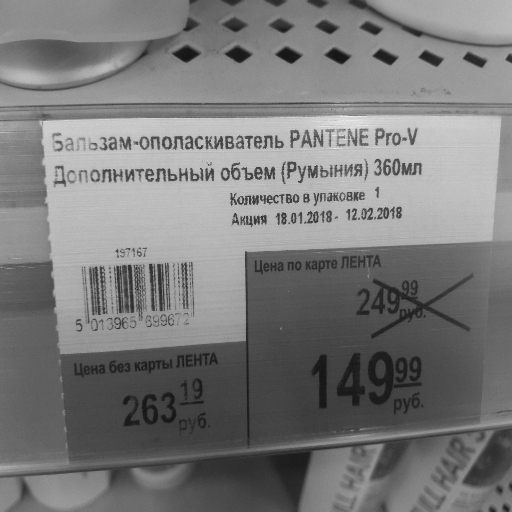 Бальзам-ополаскиватель PANTENE Pro-V
Дополнительный объем (Румыния) 360мл
Количество в упаковке 1
Акция 18.01.2018 - 12.02.2018
197167
5 013965 699672
Цена по карте ЛЕНТА
249 99
руб.
149 99
руб.
Цена без карты ЛЕНТА
263 19
руб.